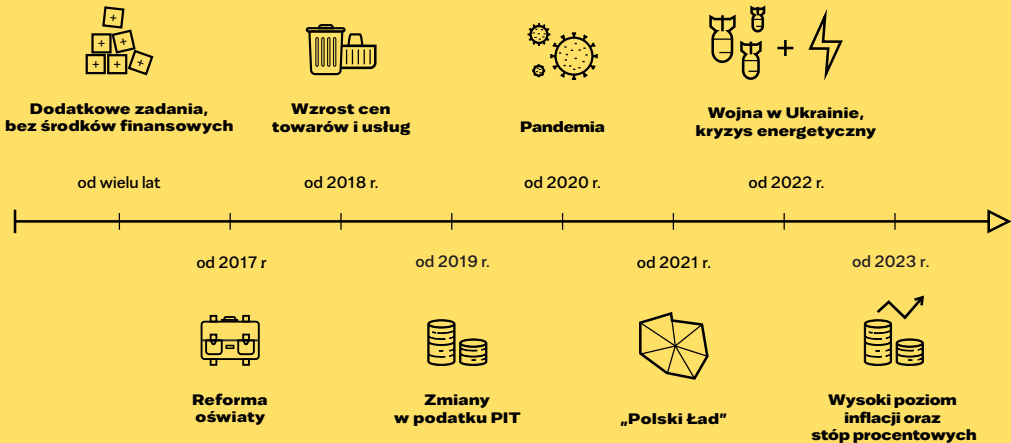 Dodatkowe zadania,
bez środków finansowych
Wzrost cen
towarów i usług
Pandemia
Wojna w Ukrainie,
kryzys energetyczny
od wielu lat
od 2018 r.
od 2020 r.
od 2022 r.
od 2017 r
od 2019 r.
od 2021 r.
od 2023 r.
Reforma
oświaty
Zmiany
w podatku PIT
„Polski Ład”
Wysoki poziom
inflacji oraz
stóp procentowych